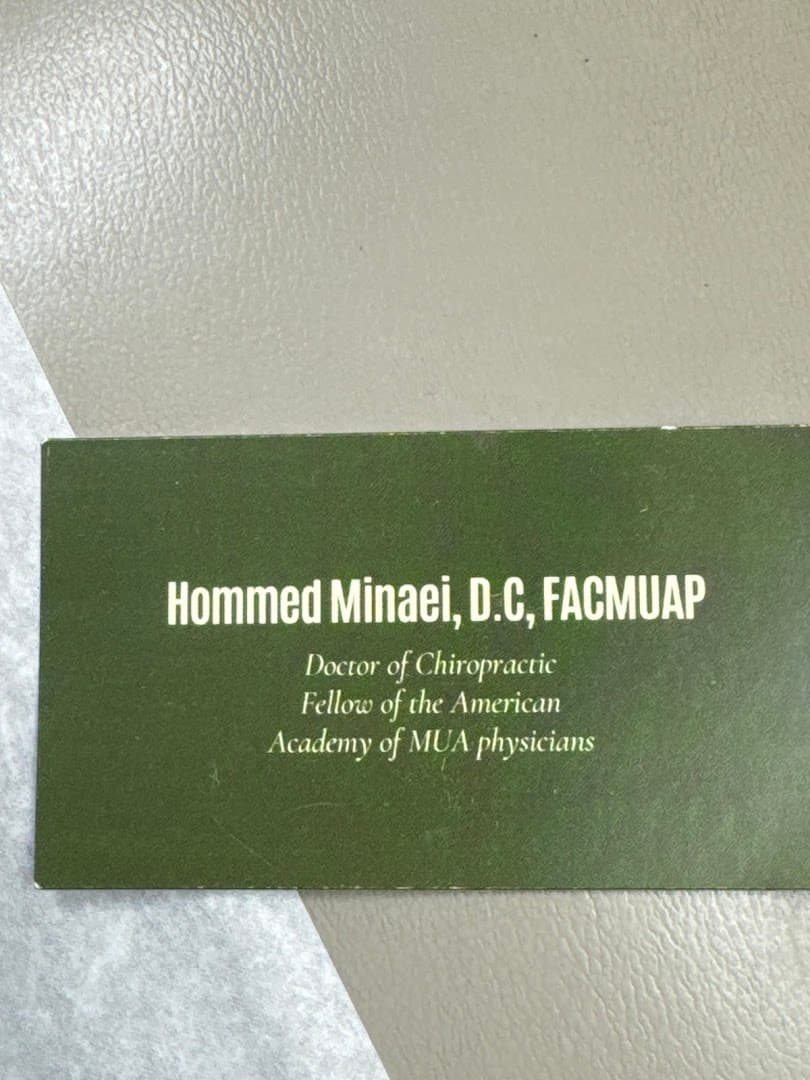 Hommed Minaei, D.C, FACMUAP
Doctor of Chiropractic
Fellow of the American
Academy of MUA physicians